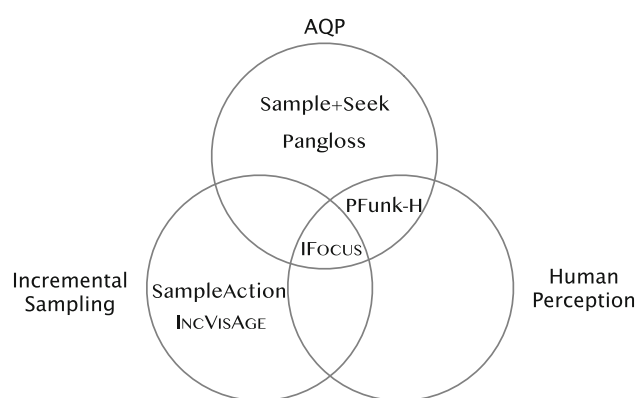 AQP
Sample+Seek
Pangloss
PFunk-H
IFOCUS
Incremental
Sampling
SampleAction
INCVISAGE
Human
Perception